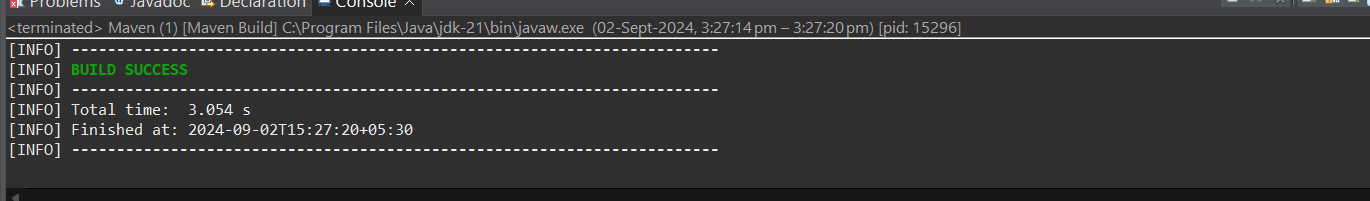 Problems Javadoc Declaration Console
<terminated> Maven (1) [Maven Build] C:\Program Files\Java\jdk-21\bin\javaw.exe (02-Sept-2024, 3:27:14 pm – 3:27:20 pm) [pid: 15296]
[INFO] ------------------------------------------------------------------------
[INFO] BUILD SUCCESS
[INFO] ------------------------------------------------------------------------
[INFO] Total time:  3.054 s
[INFO] Finished at: 2024-09-02T15:27:20+05:30
[INFO] ------------------------------------------------------------------------